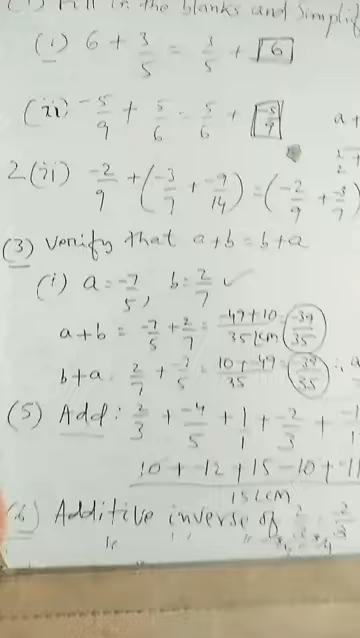 Fill in the blanks and Simplify
(i) 6 + 3/5 = 3/5 + 6
(ii) -5/9 + 5/6 = 5/6 + -5/9
2(ii) -2/9 + (-3/7 + -9/14) = (-2/9 + -3/7
(3) Verify that a+b = b+a
(i) a = -7/5, b = 2/7 ✓
a+b = -7/5 + 2/7 = -49+10/35 LCM -39/35
b+a = 2/7 + -7/5 = 10+-49/35 = -39/35 ∴ a
(5) Add: 2/3 + -4/5 + 1/1 + -2/3 +
10 + -12 + 15 - 10 + -11
15 LCM
(6) Additive inverse of